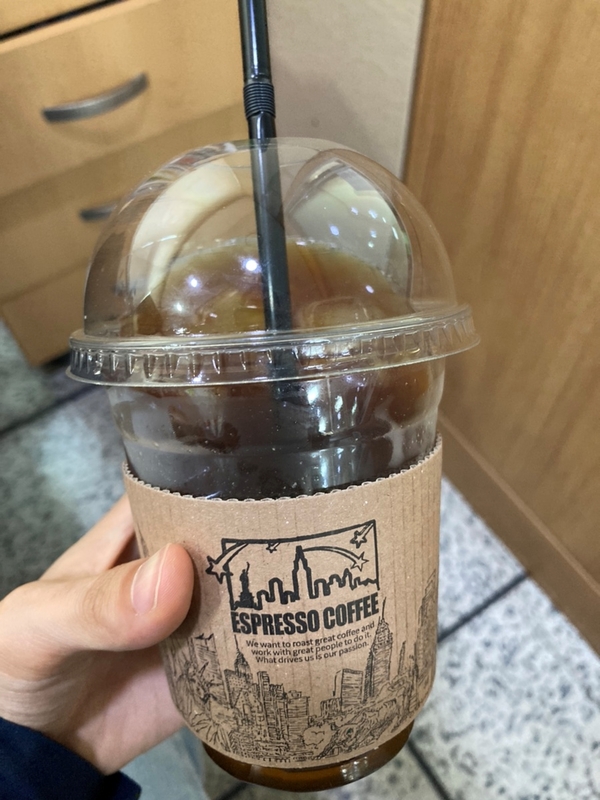 ESPRESSO COFFEE
We want to roast great coffee and
work with great people to do it.
What drives us is our passion.